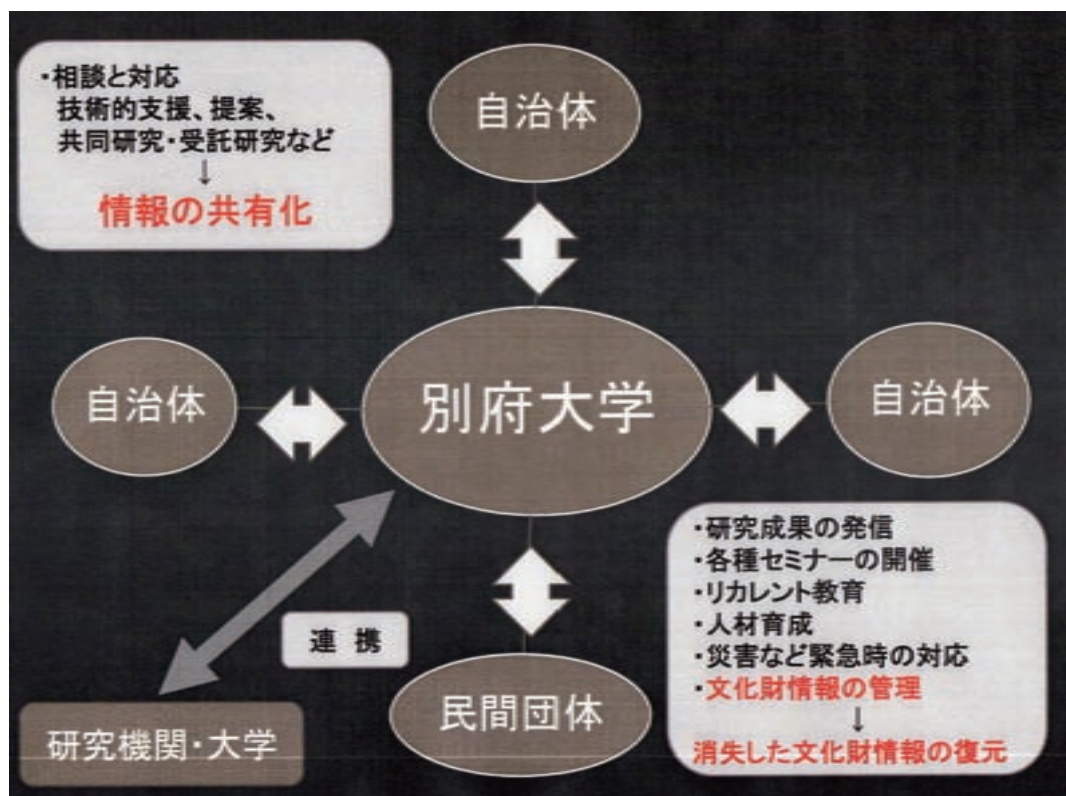 ・相談と対応
技術的支援、提案、
共同研究・受託研究など
↓
情報の共有化
自治体
自治体
別府大学
自治体
連 携
民間団体
研究機関・大学
・研究成果の発信
・各種セミナーの開催
・リカレント教育
・人材育成
・災害など緊急時の対応
・文化財情報の管理
↓
消失した文化財情報の復元